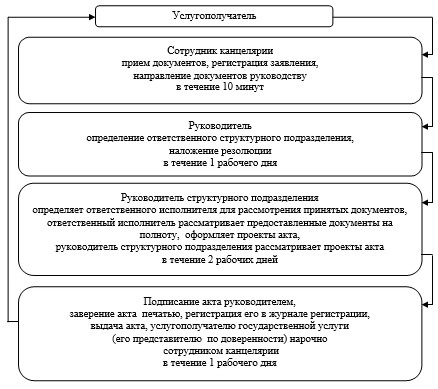 Услугополучатель
Сотрудник канцелярии
прием документов, регистрация заявления,
направление документов руководству
в течение 10 минут
Руководитель
определение ответственного структурного подразделения,
наложение резолюции
в течение 1 рабочего дня
Руководитель структурного подразделения
определяет ответственного исполнителя для рассмотрения принятых документов,
ответственный исполнитель рассматривает предоставленные документы на
полноту, оформляет проекты акта,
руководитель структурного подразделения рассматривает проекты акта
в течение 2 рабочих дней
Подписание акта руководителем,
заверение акта печатью, регистрация его в журнале регистрации,
выдача акта, услугополучателю государственной услуги
(его представителю по доверенности) нарочно
сотрудником канцелярии
в течение 1 рабочего дня